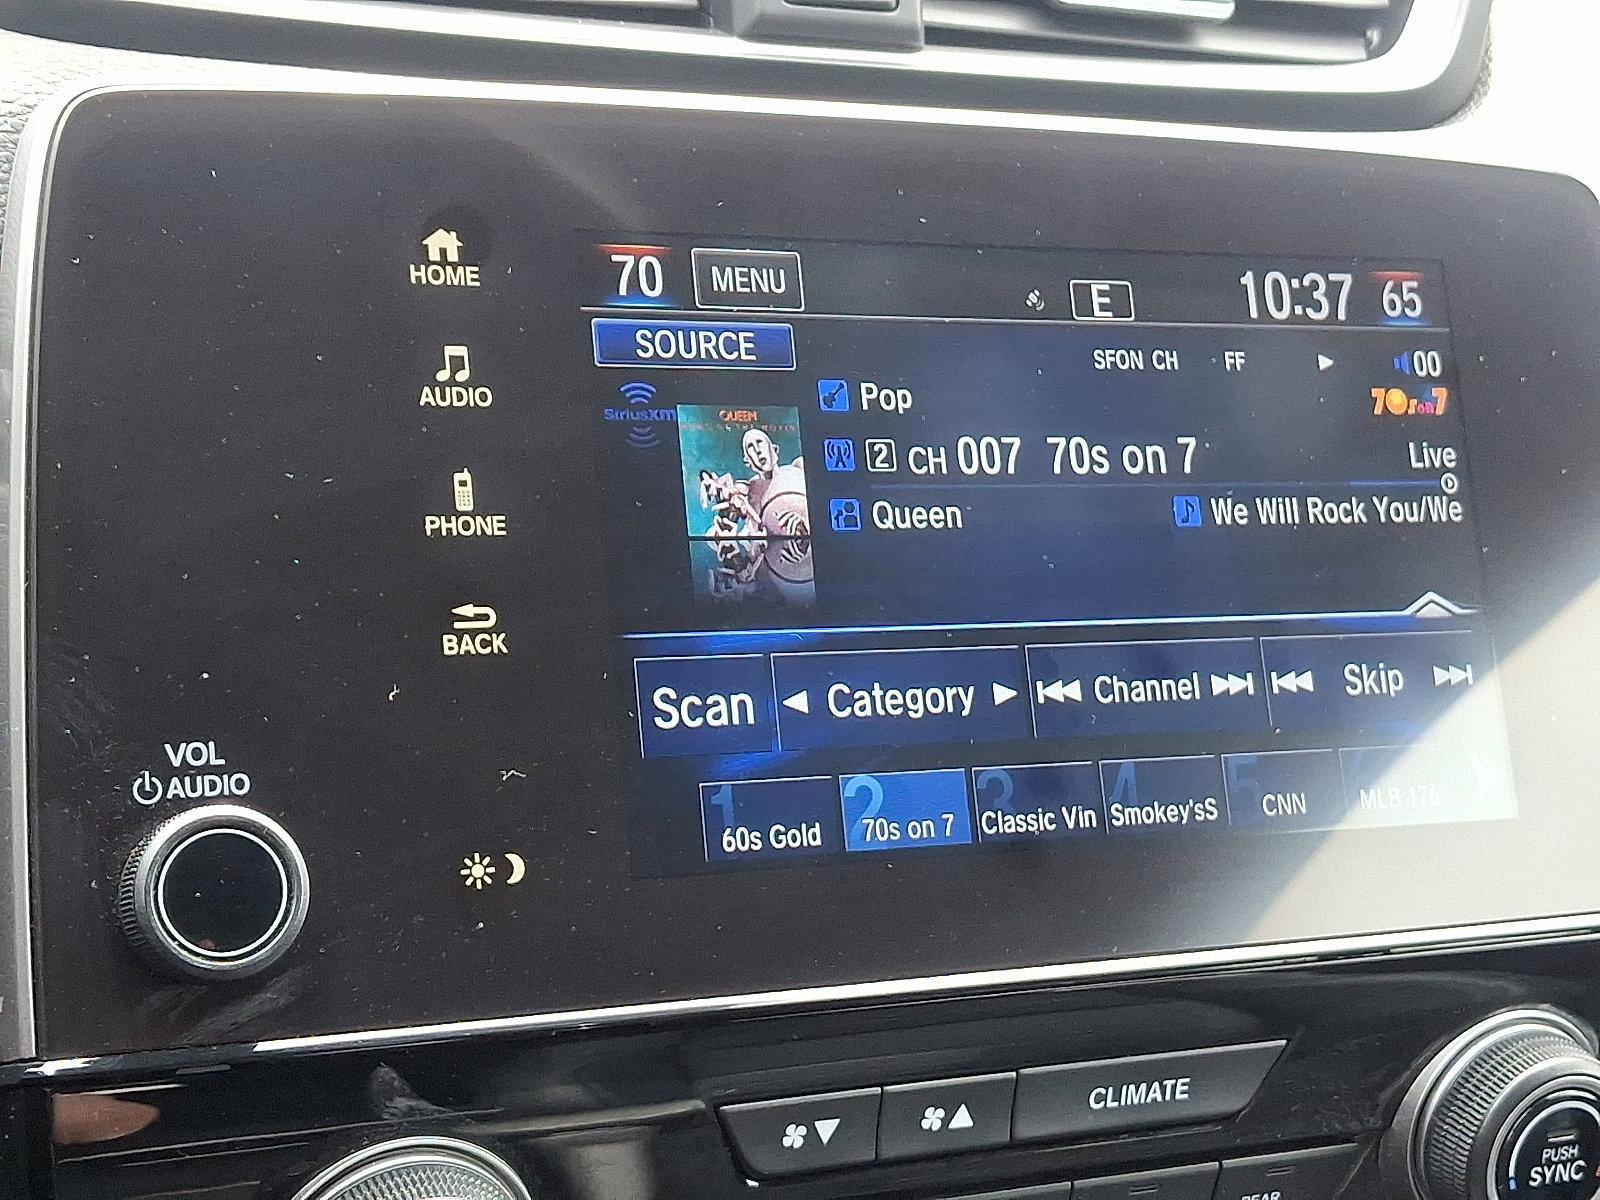 HOME
AUDIO
PHONE
BACK
VOL
AUDIO
70 MENU E 10:37 65
SOURCE
SFON CH FF 00
SiriusXM
QUEEN
Pop
70s on 7
2 CH 007 70s on 7 Live
Queen We Will Rock You/We
Scan Category Channel Skip
1 60s Gold
2 70s on 7
3 Classic Vin
4 Smokey'sS
5 CNN
MLB 176
CLIMATE
PUSH
SYNC
REAR